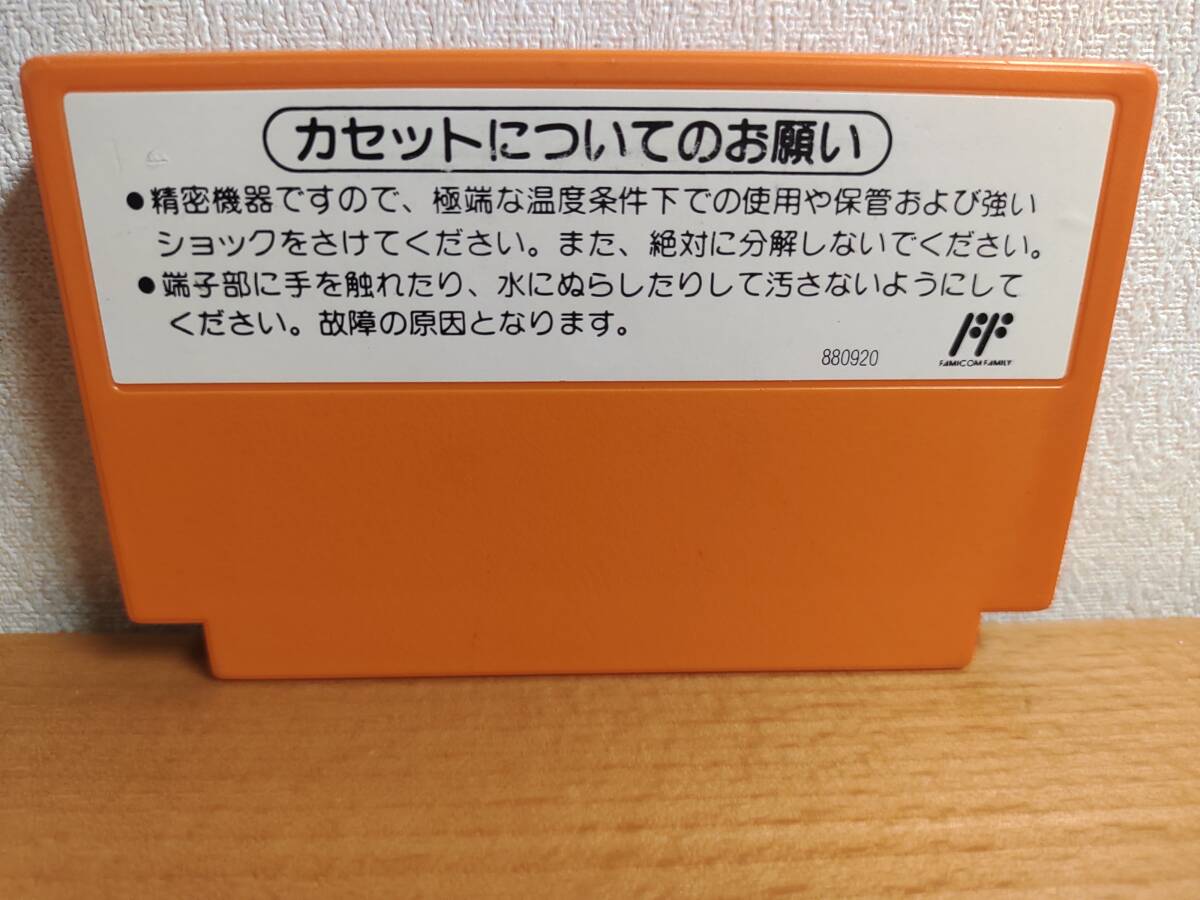 カセットについてのお願い
●精密機器ですので、極端な温度条件下での使用や保管および強い
ショックをさけてください。また、絶対に分解しないでください。
●端子部に手を触れたり、水にぬらしたりして汚さないようにして
ください。故障の原因となります。
880920
FAMICOM FAMILY